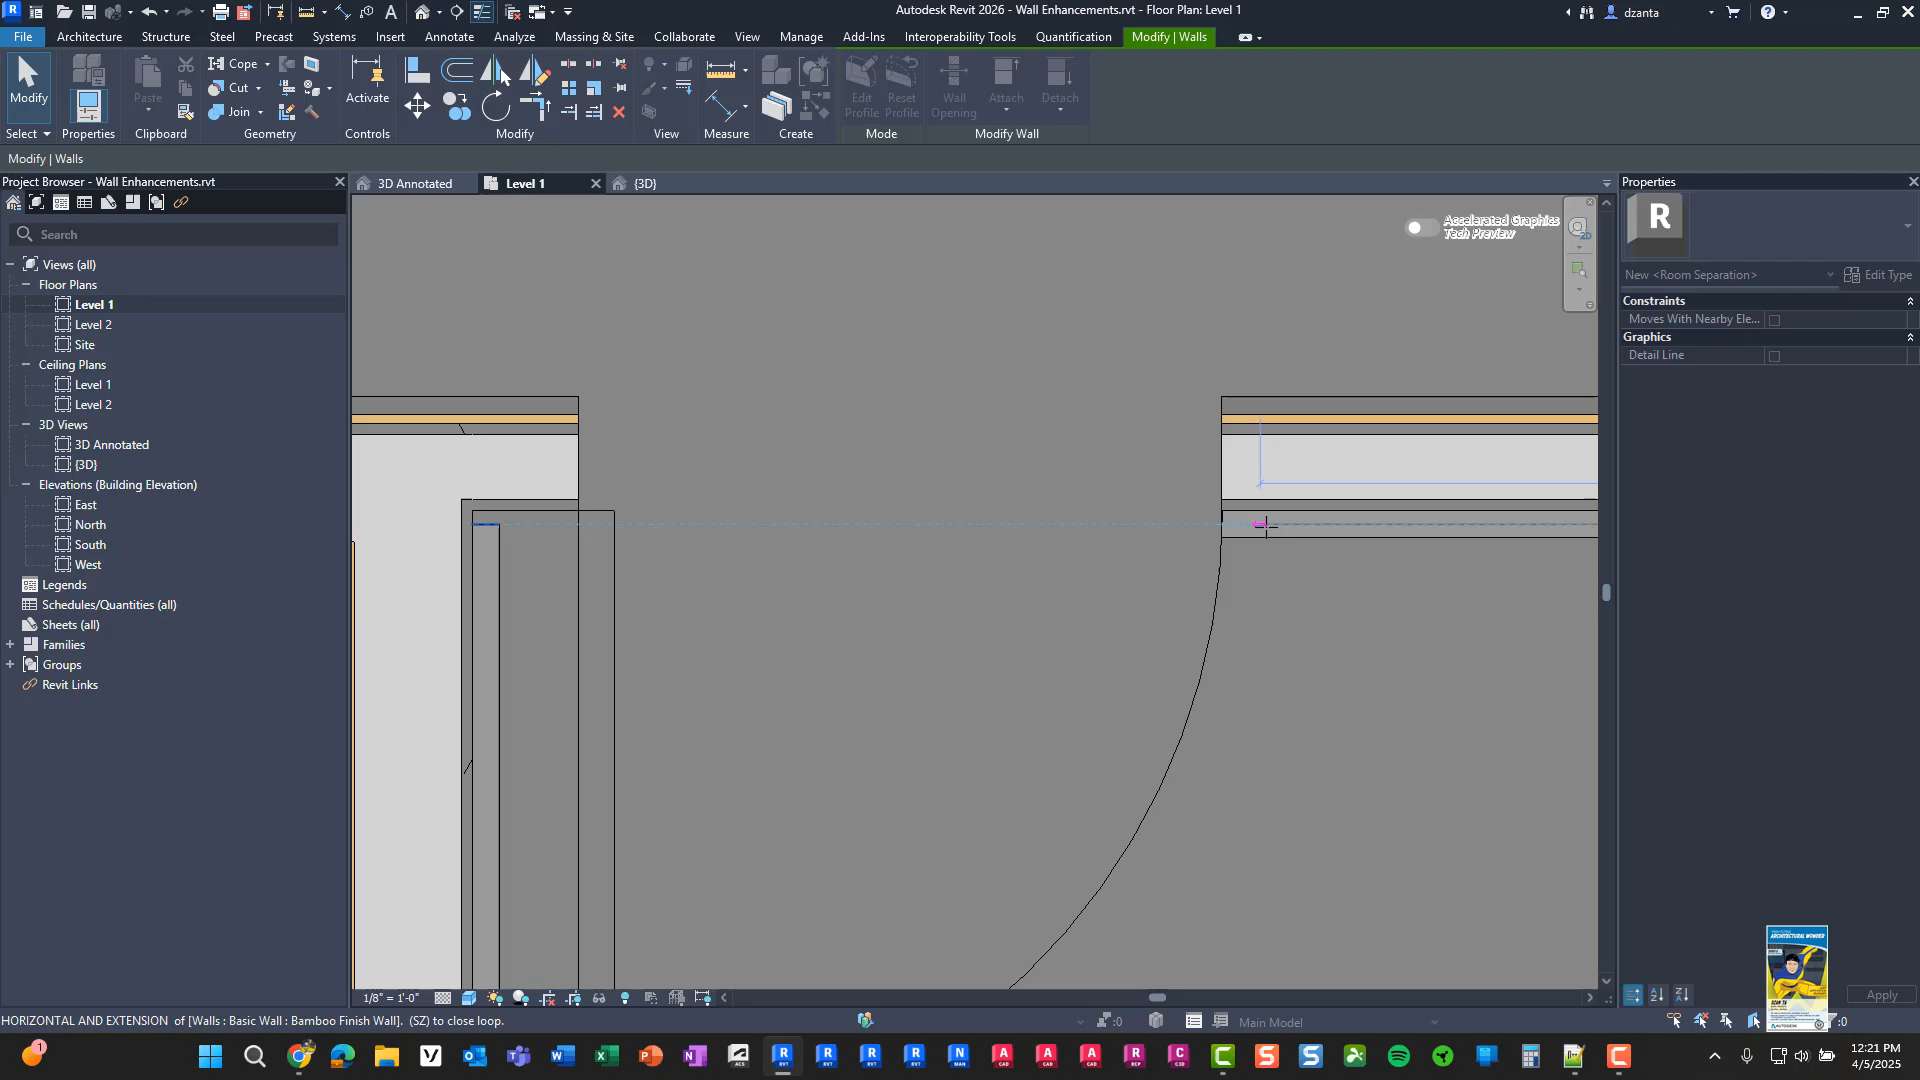 Autodesk Revit 2026 - Wall Enhancements.rvt - Floor Plan: Level 1
dzanta
File
Architecture
Structure
Steel
Precast
Systems
Insert
Annotate
Analyze
Massing & Site
Collaborate
View
Manage
Add-Ins
Interoperability Tools
Quantification
Modify | Walls
Modify
Paste
Cope
Cut
Join
Activate
Edit
Profile
Reset
Profile
Wall
Opening
Attach
Detach
Select
Properties
Clipboard
Geometry
Controls
Modify
View
Measure
Create
Mode
Modify Wall
Modify | Walls
Project Browser - Wall Enhancements.rvt
3D Annotated
Level 1
{3D}
Properties
Search
Accelerated Graphics
Tech Preview
R
New <Room Separation>
Edit Type
Constraints
Moves With Nearby Ele...
Graphics
Detail Line
Views (all)
Floor Plans
Level 1
Level 2
Site
Ceiling Plans
Level 1
Level 2
3D Views
3D Annotated
{3D}
Elevations (Building Elevation)
East
North
South
West
Legends
Schedules/Quantities (all)
Sheets (all)
Families
Groups
Revit Links
ARCHITECTURAL WONDER
AUTODESK
Apply
1/8" = 1'-0"
HORIZONTAL AND EXTENSION of [Walls : Basic Wall : Bamboo Finish Wall]. (SZ) to close loop.
:0
Main Model
:0
12:21 PM
4/5/2025